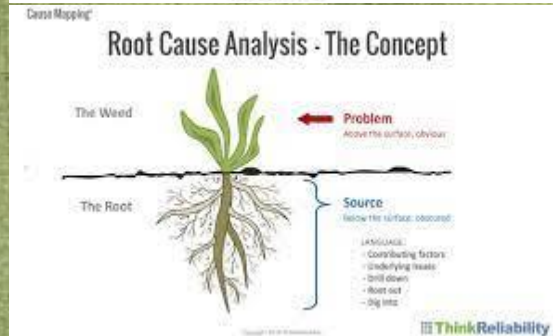 Cause Mapping®
Root Cause Analysis - The Concept
The Weed
Problem
Above the surface, obvious
The Root
Source
Below the surface, obscured
LANGUAGE:
- Contributing factors
- Underlying issues
- Drill down
- Root out
- Dig into
Copyright
ThinkReliability